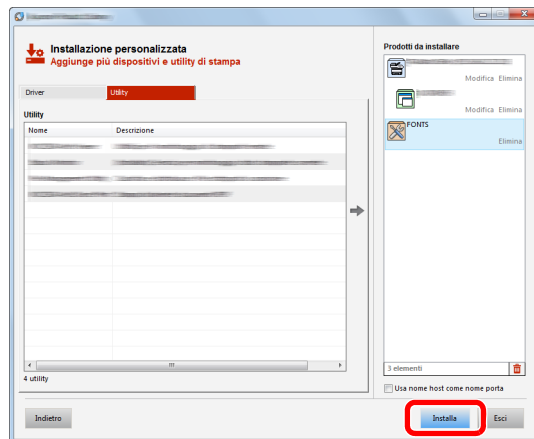 Installazione personalizzata
Aggiunge più dispositivi e utility di stampa
Driver
Utility
Utility
Nome
Descrizione
4 utility
Prodotti da installare
Modifica Elimina
Modifica Elimina
FONTS
Elimina
3 elementi
Usa nome host come nome porta
Indietro
Installa
Esci